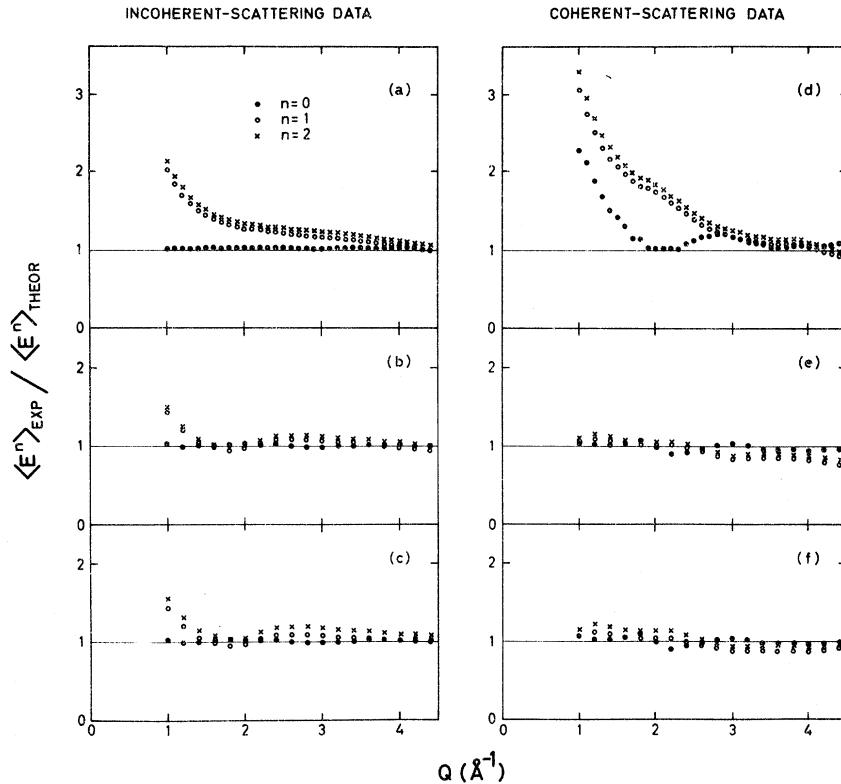 INCOHERENT-SCATTERING DATA
COHERENT-SCATTERING DATA
(a)
• n=0
○ n=1
× n=2
3
2
1
0
(d)
3
2
1
0
(b)
2
1
0
(e)
2
1
0
(c)
2
1
0
0 1 2 3 4
(f)
2
1
0
0 1 2 3 4
⟨Eⁿ⟩EXP / ⟨Eⁿ⟩THEOR
Q (Å⁻¹)